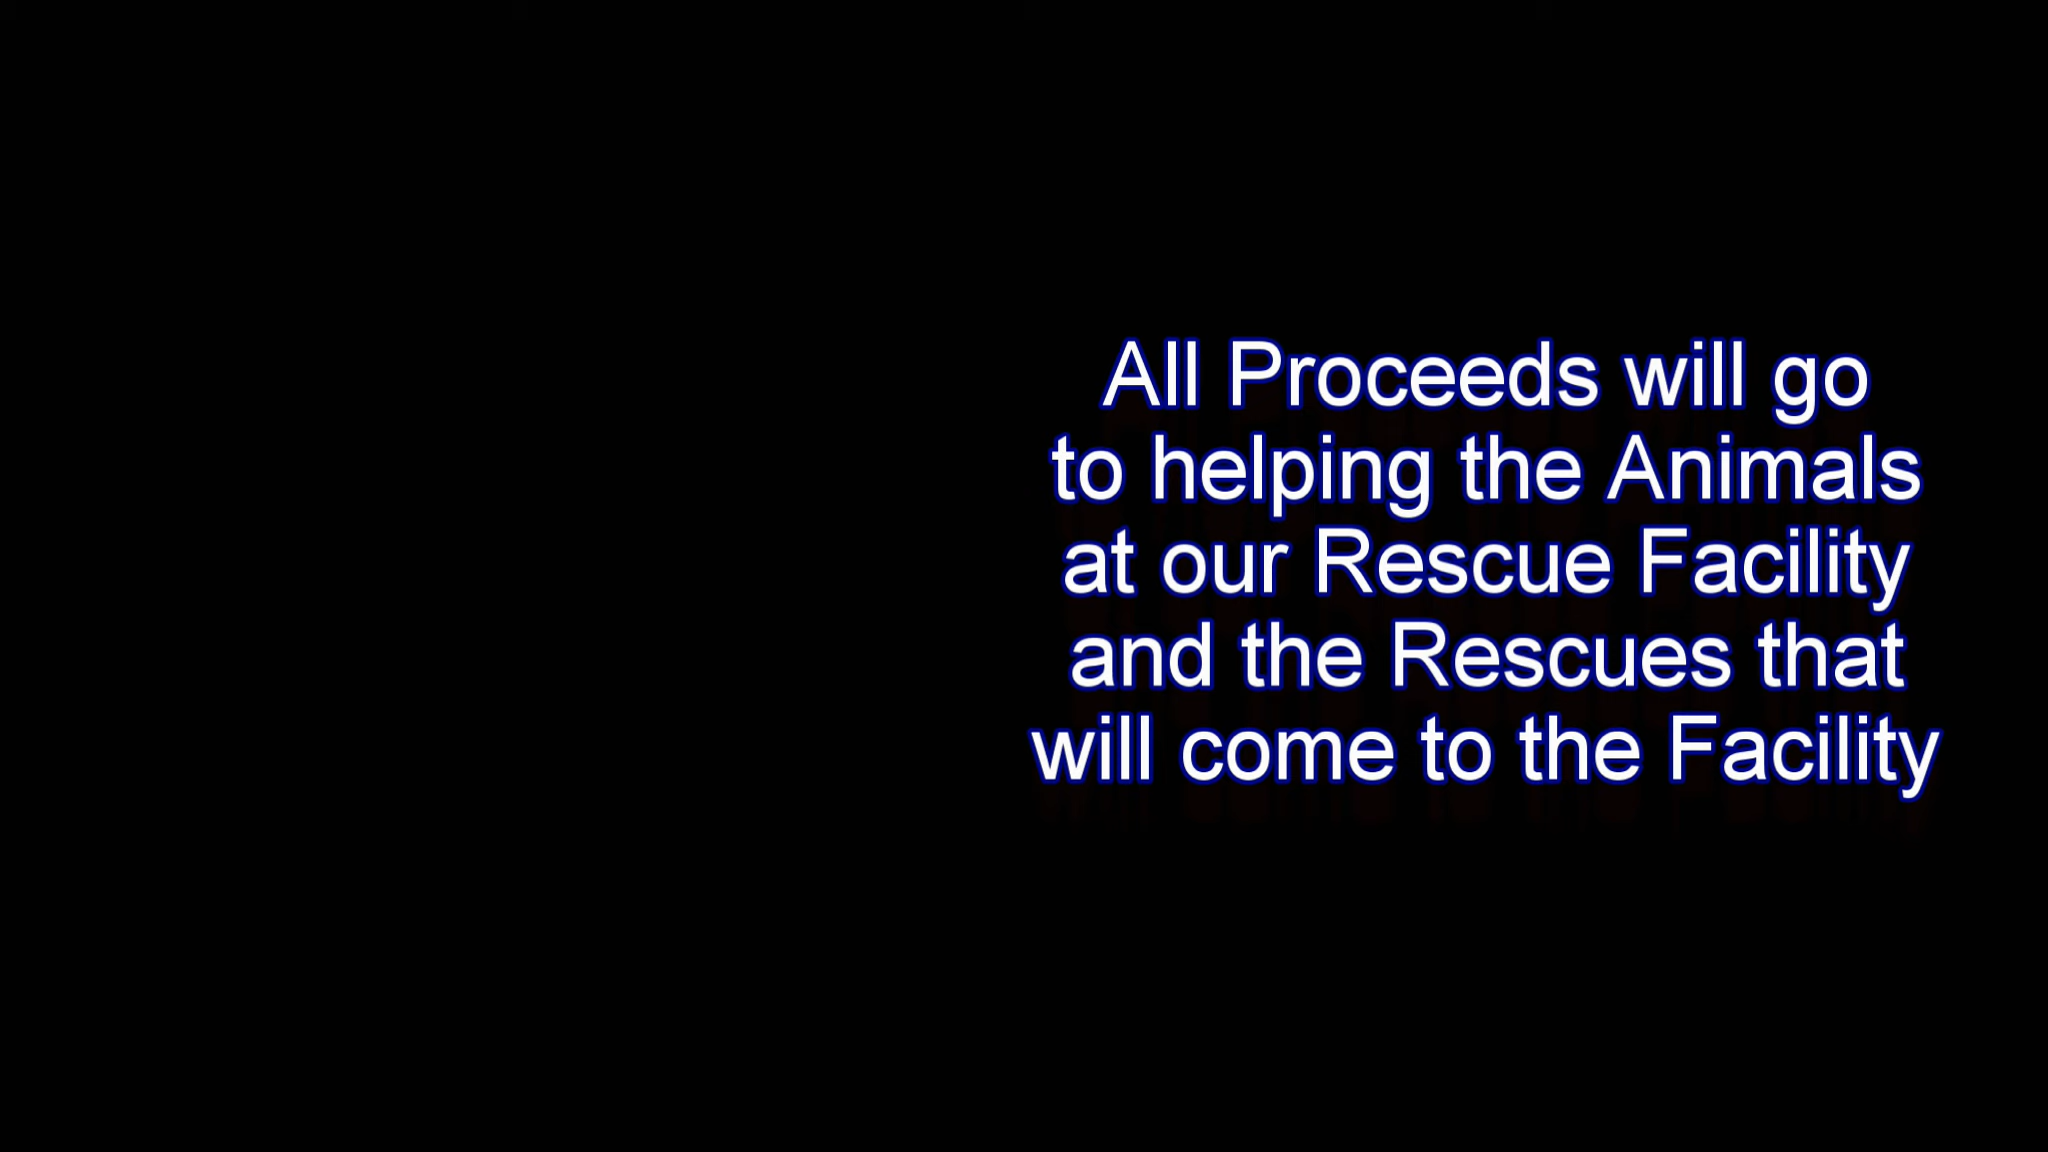 All Proceeds will go
to helping the Animals
at our Rescue Facility
and the Rescues that
will come to the Facility